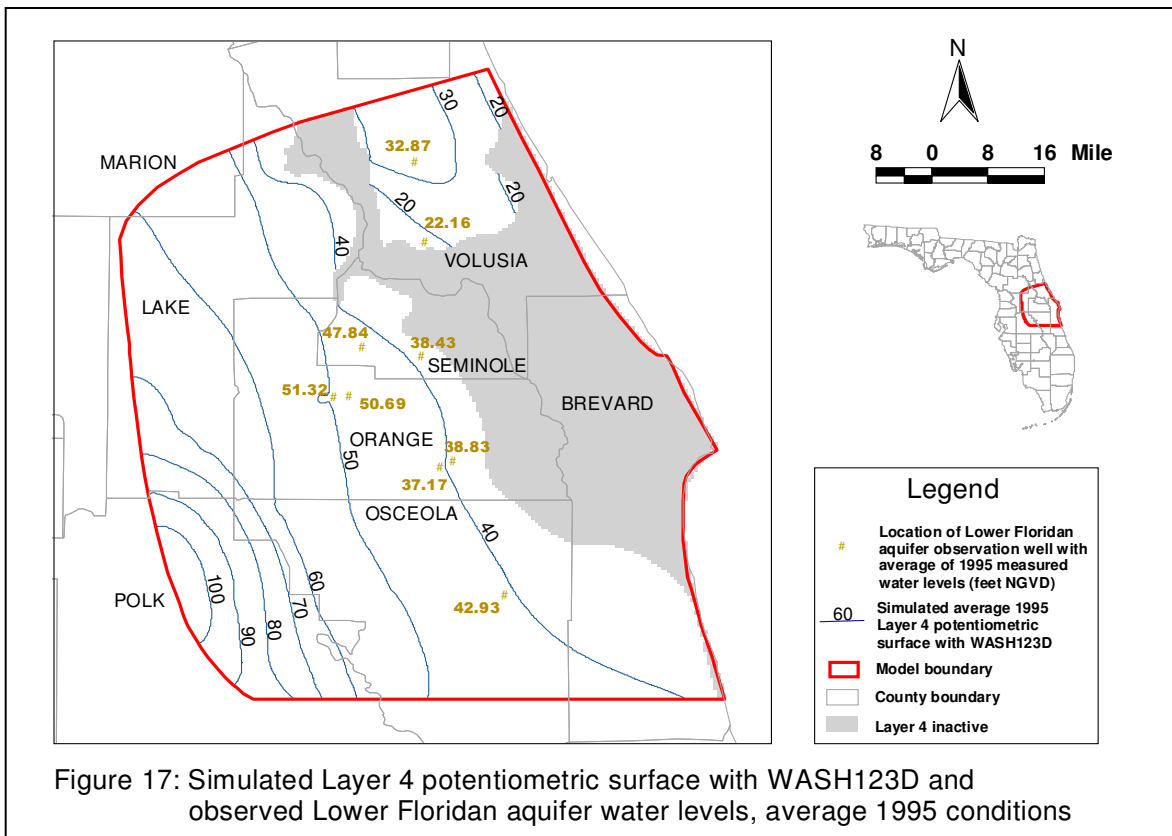 N
8 0 8 16 Mile
MARION
LAKE
POLK
VOLUSIA
SEMINOLE
BREVARD
ORANGE
OSCEOLA
32.87
22.16
47.84
38.43
51.32
50.69
38.83
37.17
42.93
30
20
20
20
40
50
40
60
70
80
90
100
Legend
# Location of Lower Floridan
aquifer observation well with
average of 1995 measured
water levels (feet NGVD)
60 Simulated average 1995
Layer 4 potentiometric
surface with WASH123D
Model boundary
County boundary
Layer 4 inactive
Figure 17: Simulated Layer 4 potentiometric surface with WASH123D and
observed Lower Floridan aquifer water levels, average 1995 conditions